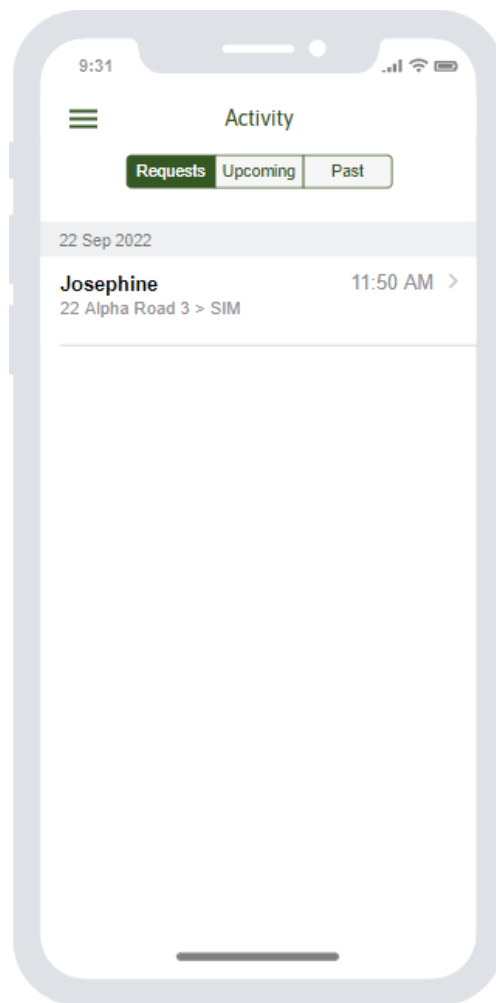 9:31
Activity
Requests Upcoming Past
22 Sep 2022
Josephine 11:50 AM >
22 Alpha Road 3 > SIM